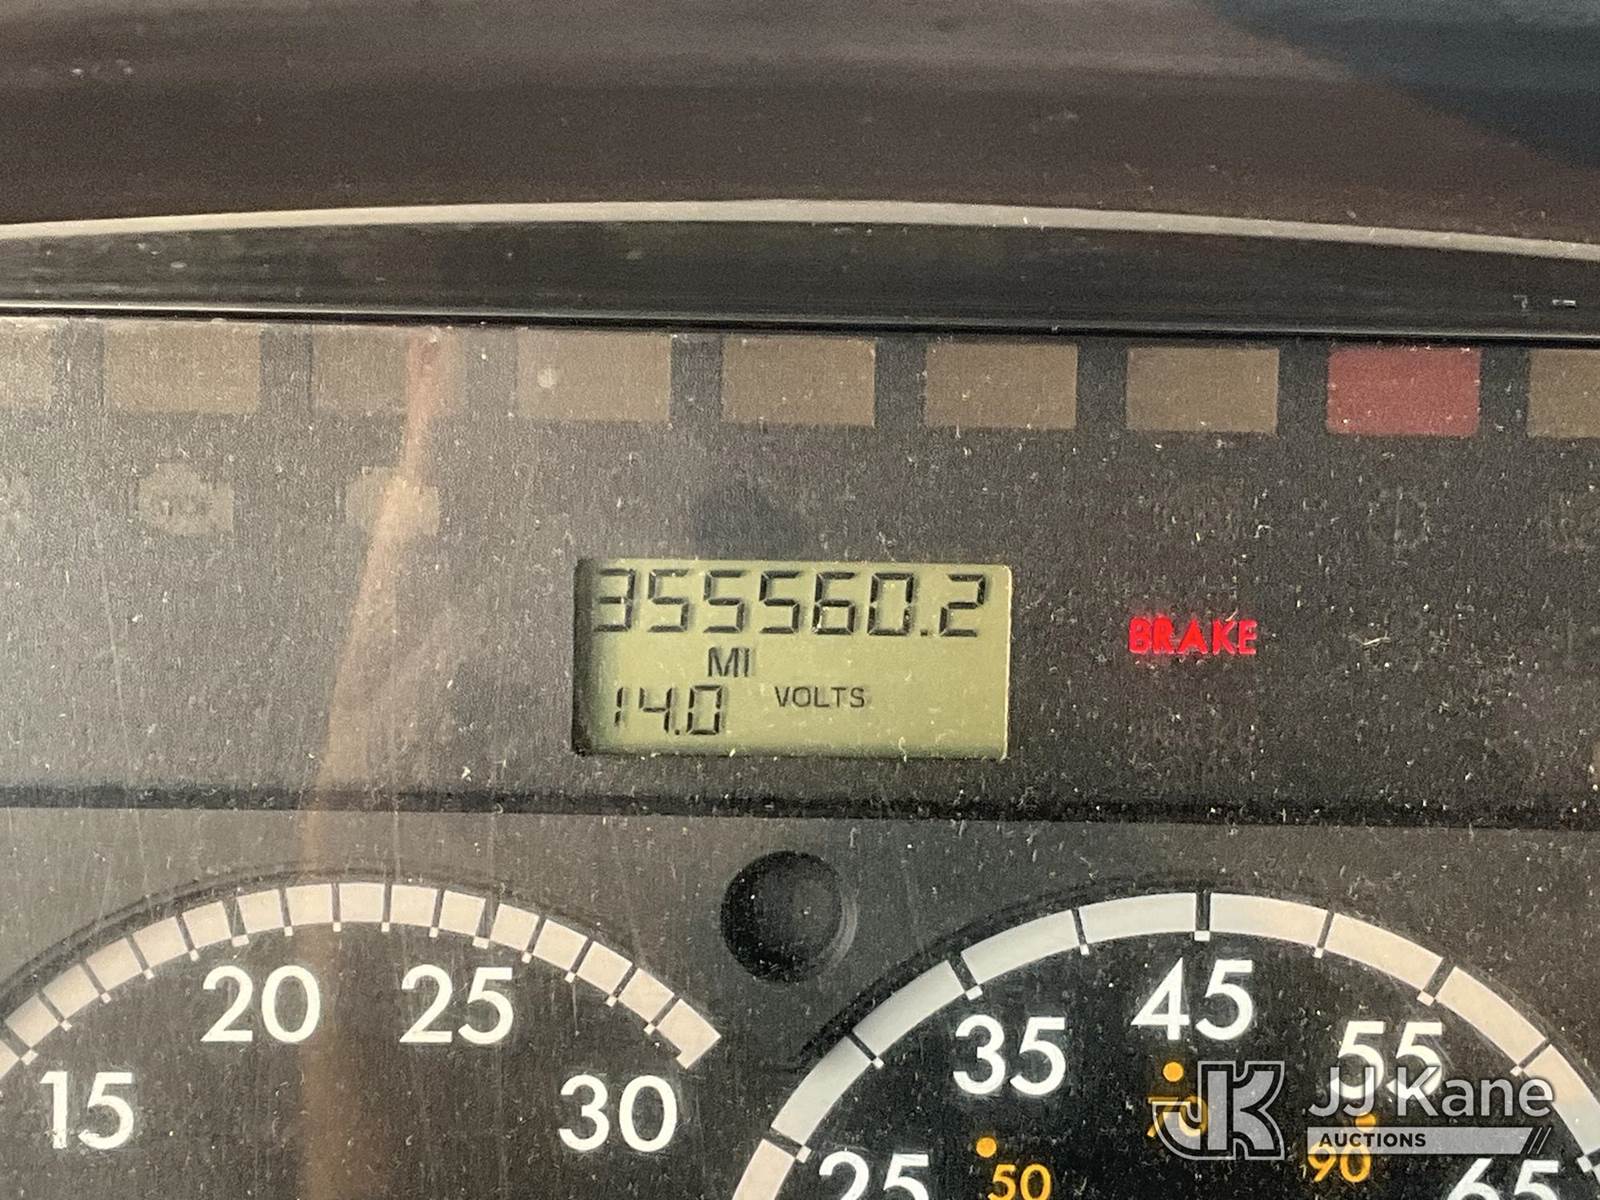 355560.2
MI
14.0 VOLTS
BRAKE
15 20 25 30
25 35 45 55 65
50 70 90
JJ Kane
AUCTIONS